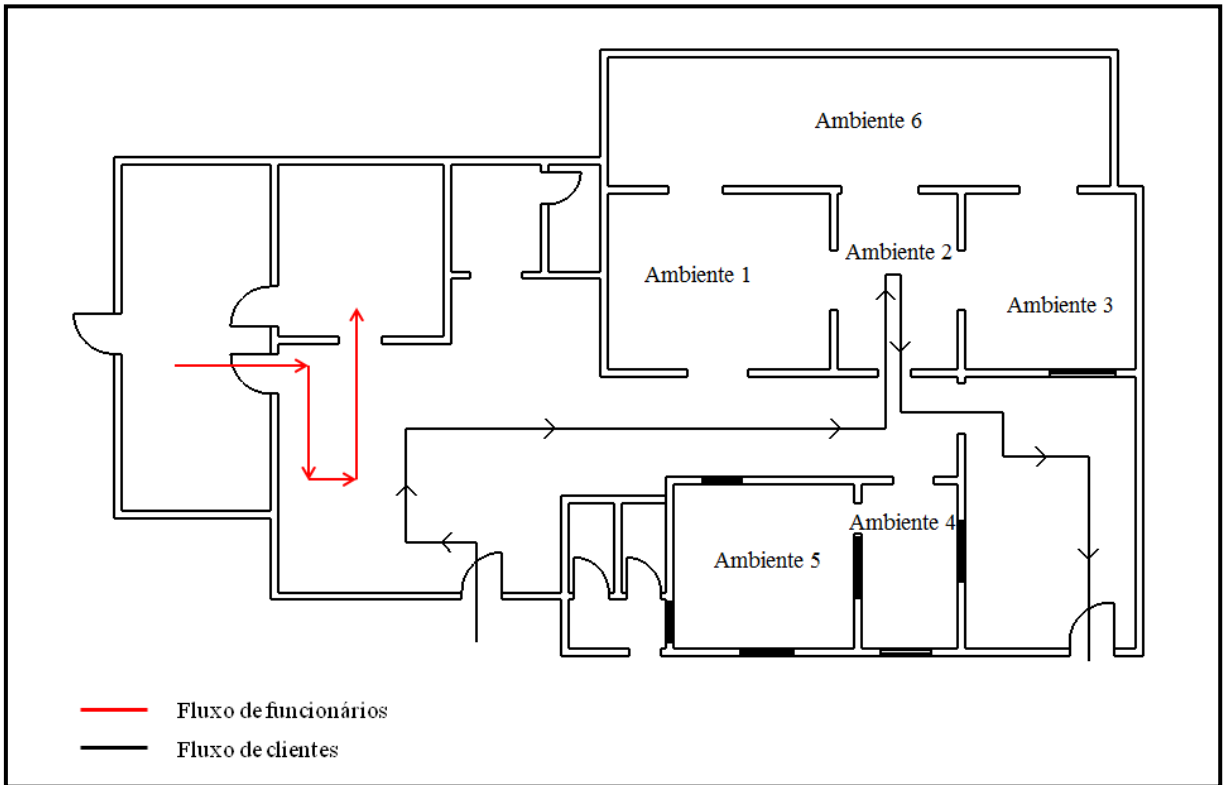 Ambiente 6
Ambiente 2
Ambiente 1
Ambiente 3
Ambiente 4
Ambiente 5
Fluxo de funcionários
Fluxo de clientes